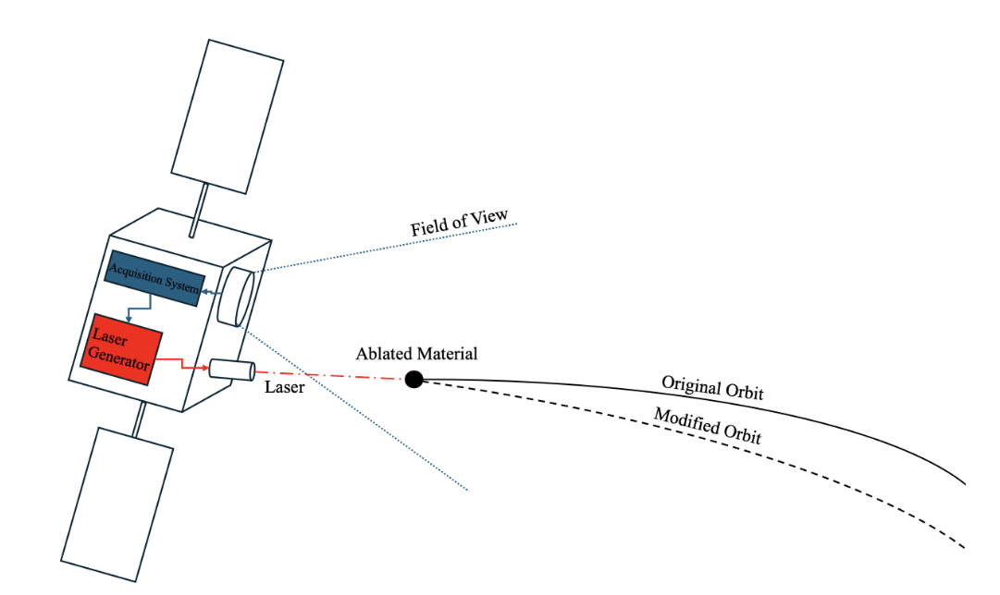 Field of View
Acquisition System
Laser
Generator
Laser
Ablated Material
Original Orbit
Modified Orbit